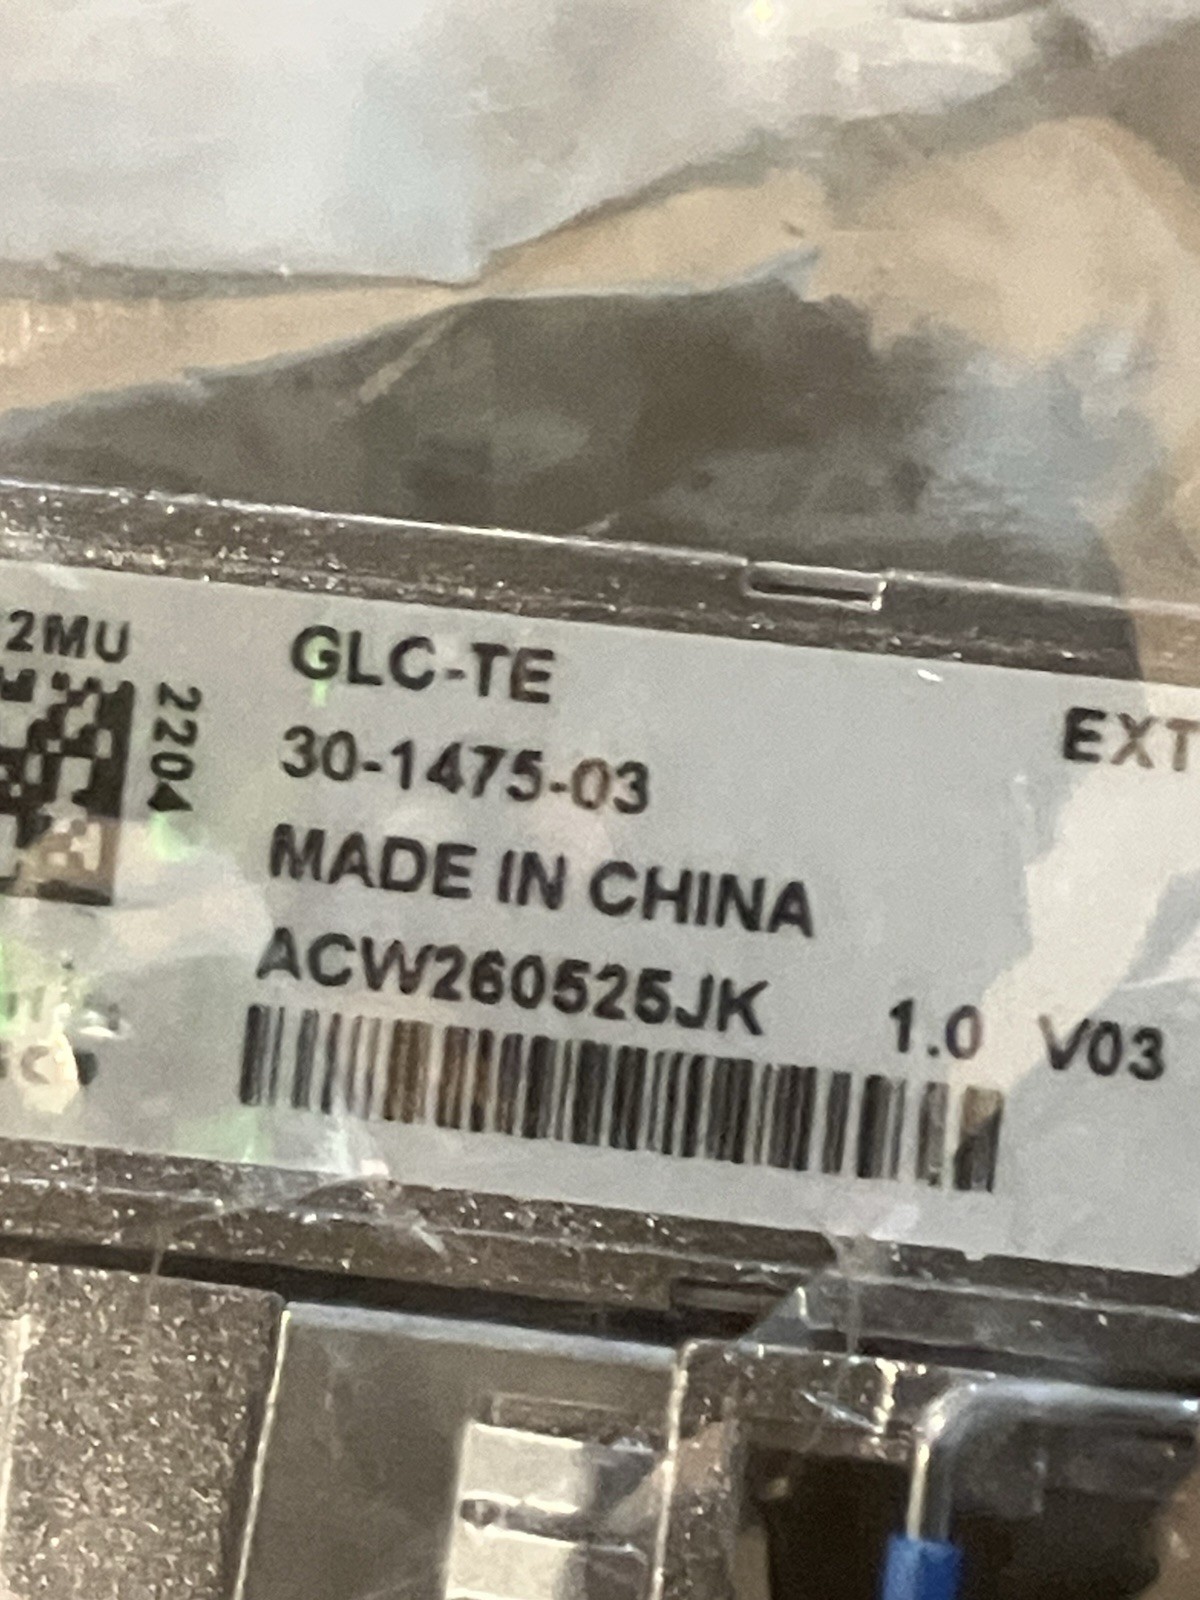 2MU
2204
GLC-TE
EXT
30-1475-03
MADE IN CHINA
ACW260525JK 1.0 V03